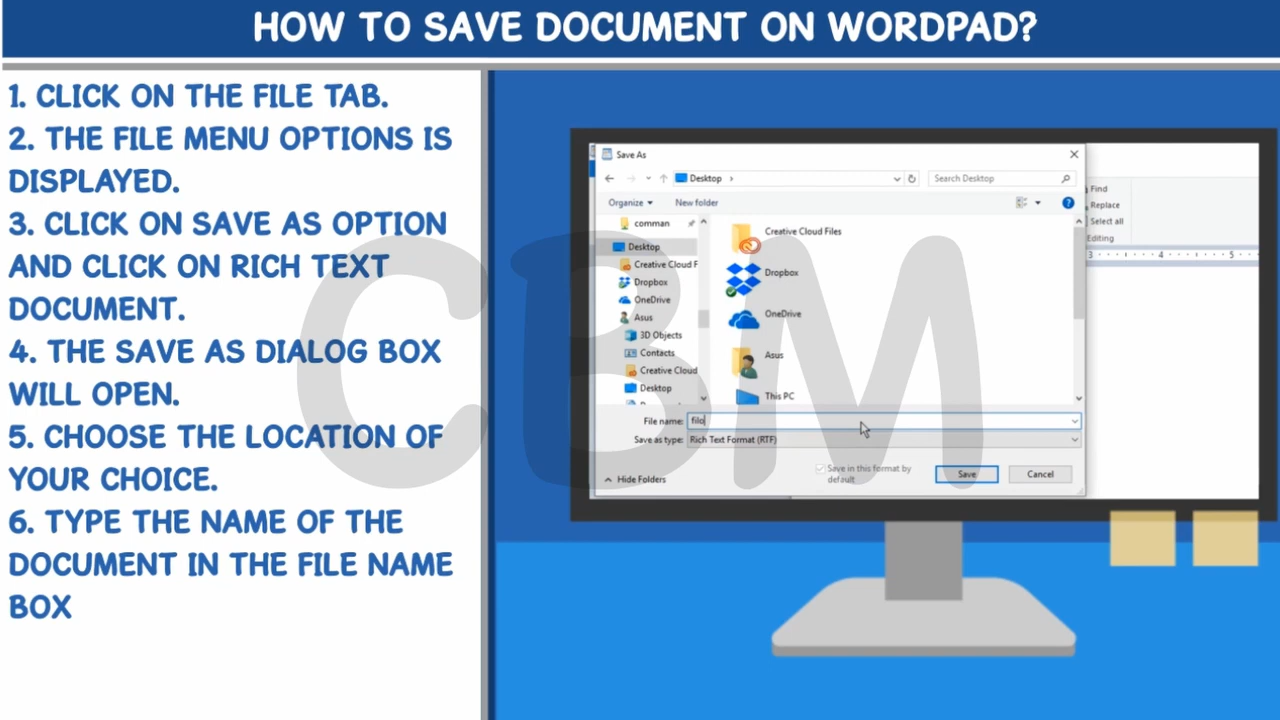 HOW TO SAVE DOCUMENT ON WORDPAD?
1. CLICK ON THE FILE TAB.
2. THE FILE MENU OPTIONS IS
DISPLAYED.
3. CLICK ON SAVE AS OPTION
AND CLICK ON RICH TEXT
DOCUMENT.
4. THE SAVE AS DIALOG BOX
WILL OPEN.
5. CHOOSE THE LOCATION OF
YOUR CHOICE.
6. TYPE THE NAME OF THE
DOCUMENT IN THE FILE NAME
BOX
CBM
Save As
Desktop
Search Desktop
Organize
New folder
comman
Desktop
Creative Cloud F
Dropbox
OneDrive
Asus
3D Objects
Contacts
Creative Cloud
Desktop
Creative Cloud Files
Dropbox
OneDrive
Asus
This PC
File name: filo
Save as type: Rich Text Format (RTF)
Hide Folders
Save in this format by
default
Save
Cancel
Find
Replace
Select all
Editing
3 4 5